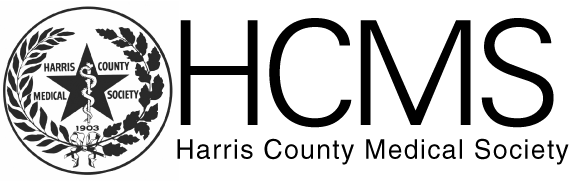 HARRIS COUNTY
MEDICAL SOCIETY
1903
HCMS
Harris County Medical Society